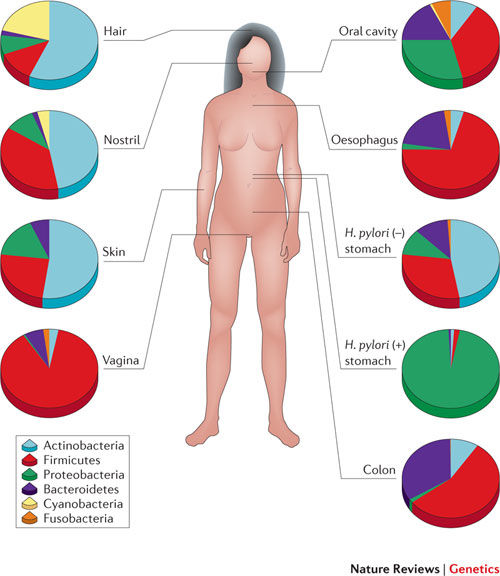 Hair
Oral cavity
Nostril
Oesophagus
Skin
H. pylori (–)
stomach
Vagina
H. pylori (+)
stomach
Colon
Actinobacteria
Firmicutes
Proteobacteria
Bacteroidetes
Cyanobacteria
Fusobacteria
Nature Reviews | Genetics